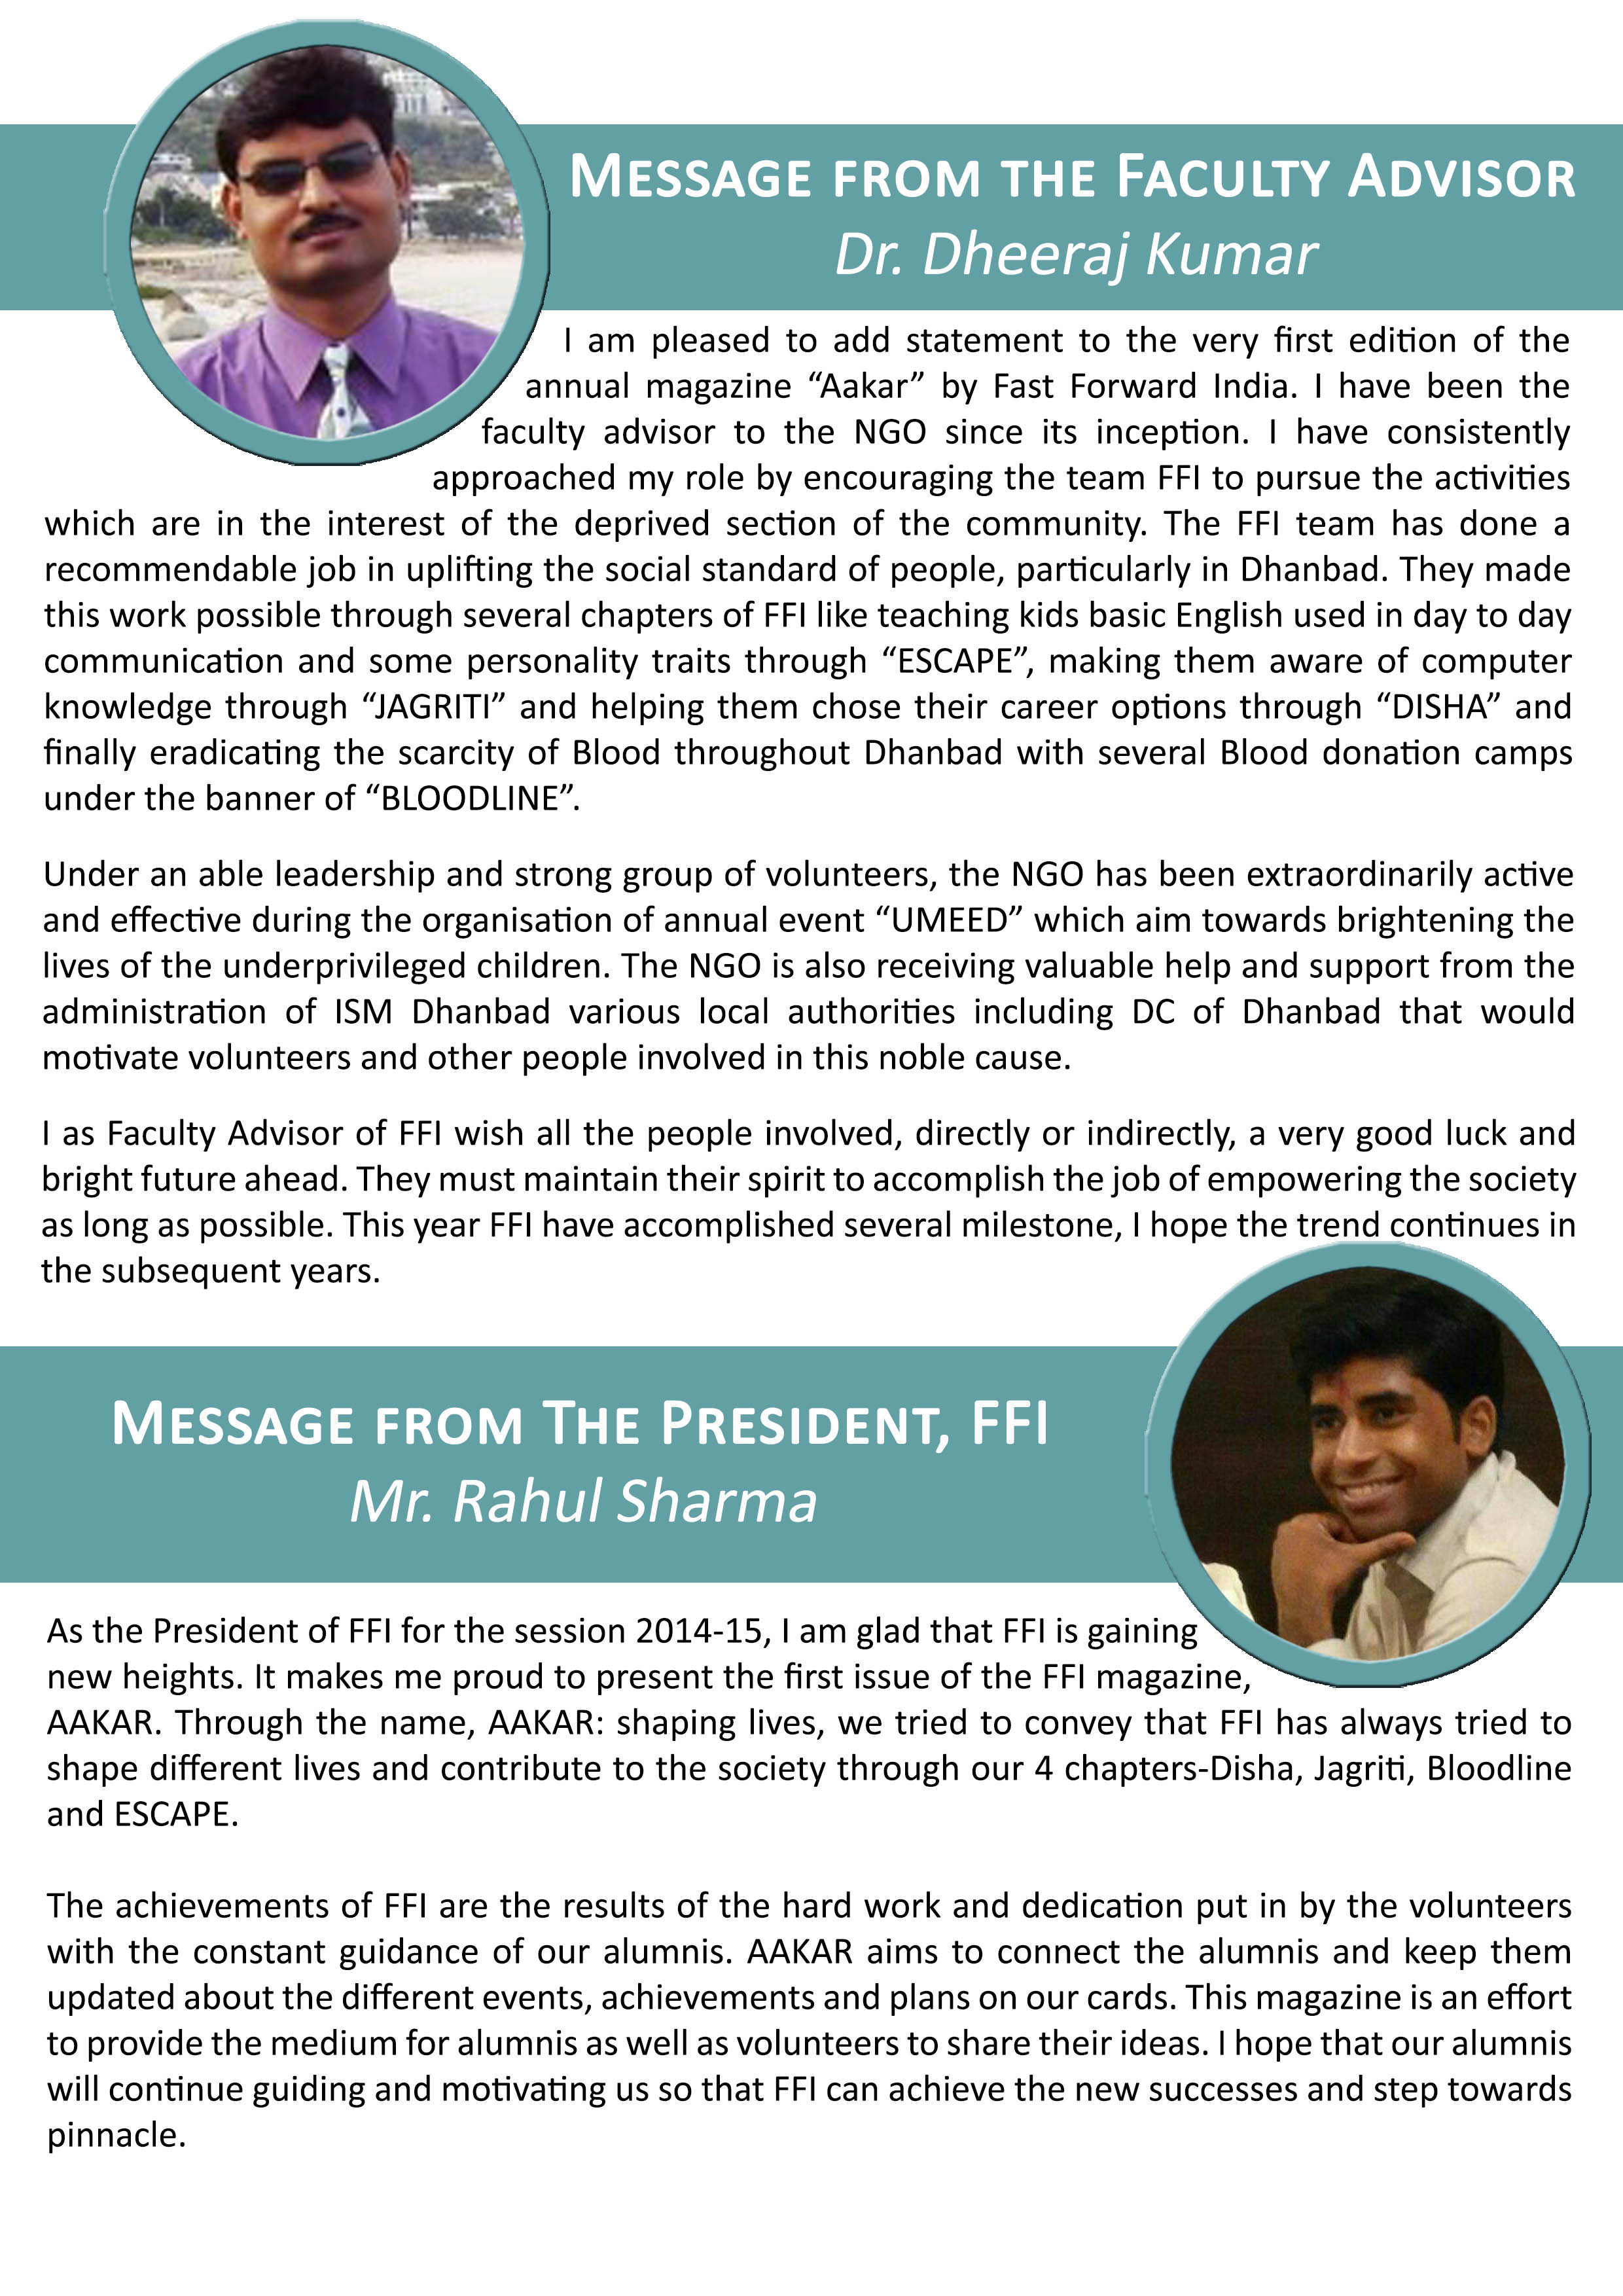 MESSAGE FROM THE FACULTY ADVISOR
Dr. Dheeraj Kumar
I am pleased to add statement to the very first edition of the
annual magazine “Aakar” by Fast Forward India. I have been the
faculty advisor to the NGO since its inception. I have consistently
approached my role by encouraging the team FFI to pursue the activities
which are in the interest of the deprived section of the community. The FFI team has done a
recommendable job in uplifting the social standard of people, particularly in Dhanbad. They made
this work possible through several chapters of FFI like teaching kids basic English used in day to day
communication and some personality traits through “ESCAPE”, making them aware of computer
knowledge through “JAGRITI” and helping them chose their career options through “DISHA” and
finally eradicating the scarcity of Blood throughout Dhanbad with several Blood donation camps
under the banner of “BLOODLINE”.
Under an able leadership and strong group of volunteers, the NGO has been extraordinarily active
and effective during the organisation of annual event “UMEED” which aim towards brightening the
lives of the underprivileged children. The NGO is also receiving valuable help and support from the
administration of ISM Dhanbad various local authorities including DC of Dhanbad that would
motivate volunteers and other people involved in this noble cause.
I as Faculty Advisor of FFI wish all the people involved, directly or indirectly, a very good luck and
bright future ahead. They must maintain their spirit to accomplish the job of empowering the society
as long as possible. This year FFI have accomplished several milestone, I hope the trend continues in
the subsequent years.
MESSAGE FROM THE PRESIDENT, FFI
Mr. Rahul Sharma
As the President of FFI for the session 2014-15, I am glad that FFI is gaining
new heights. It makes me proud to present the first issue of the FFI magazine,
AAKAR. Through the name, AAKAR: shaping lives, we tried to convey that FFI has always tried to
shape different lives and contribute to the society through our 4 chapters-Disha, Jagriti, Bloodline
and ESCAPE.
The achievements of FFI are the results of the hard work and dedication put in by the volunteers
with the constant guidance of our alumnis. AAKAR aims to connect the alumnis and keep them
updated about the different events, achievements and plans on our cards. This magazine is an effort
to provide the medium for alumnis as well as volunteers to share their ideas. I hope that our alumnis
will continue guiding and motivating us so that FFI can achieve the new successes and step towards
pinnacle.